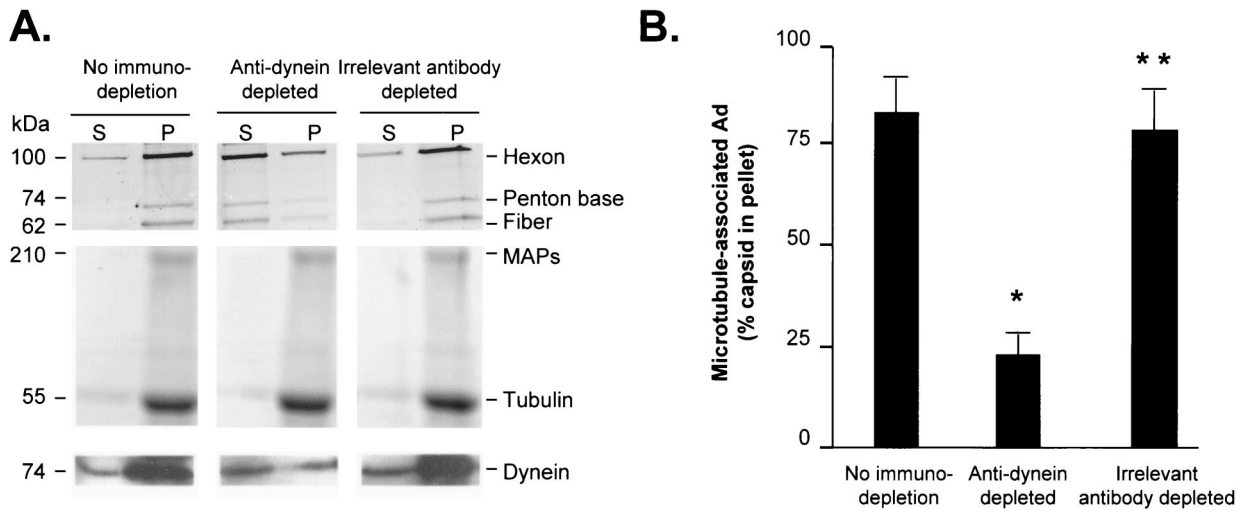 A.
No immuno-
depletion
Anti-dynein
depleted
Irrelevant antibody
depleted
kDa
S P S P S P
100 – – Hexon
74 – – Penton base
62 – – Fiber
210 – – MAPs
55 – – Tubulin
74 – – Dynein
B.
Microtubule-associated Ad
(% capsid in pellet)
100
75
50
25
0
*
**
No immuno-
depletion
Anti-dynein
depleted
Irrelevant
antibody depleted